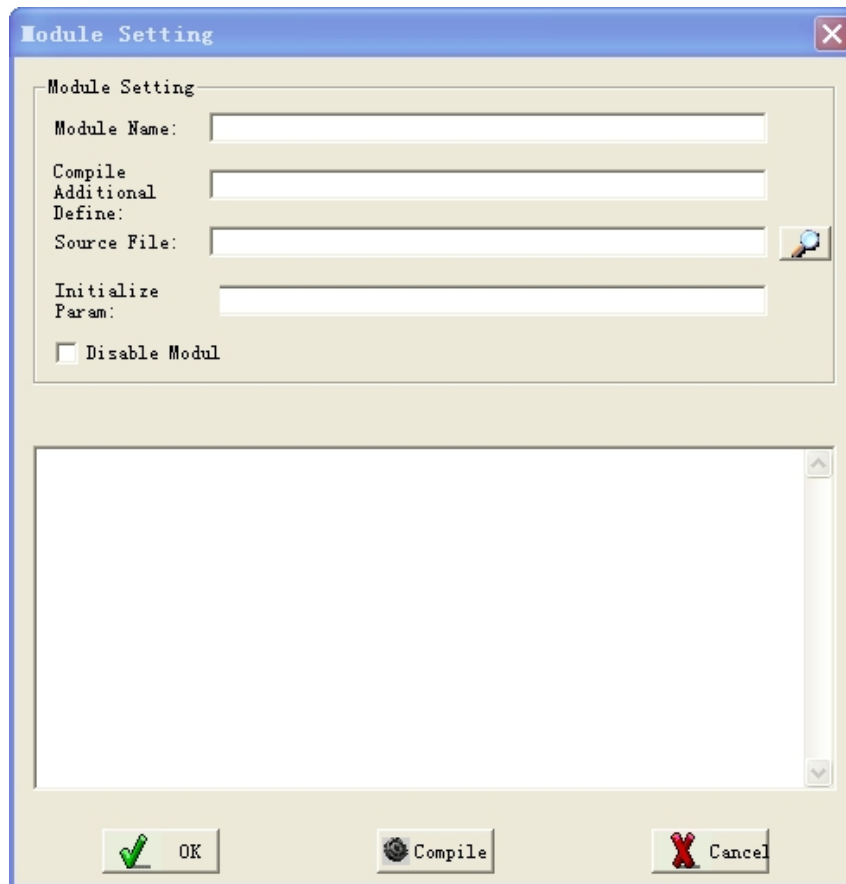 Module Setting
Module Setting
Module Name:
Compile
Additional
Define:
Source File:
Initialize
Param:
Disable Modul
OK
Compile
Cancel